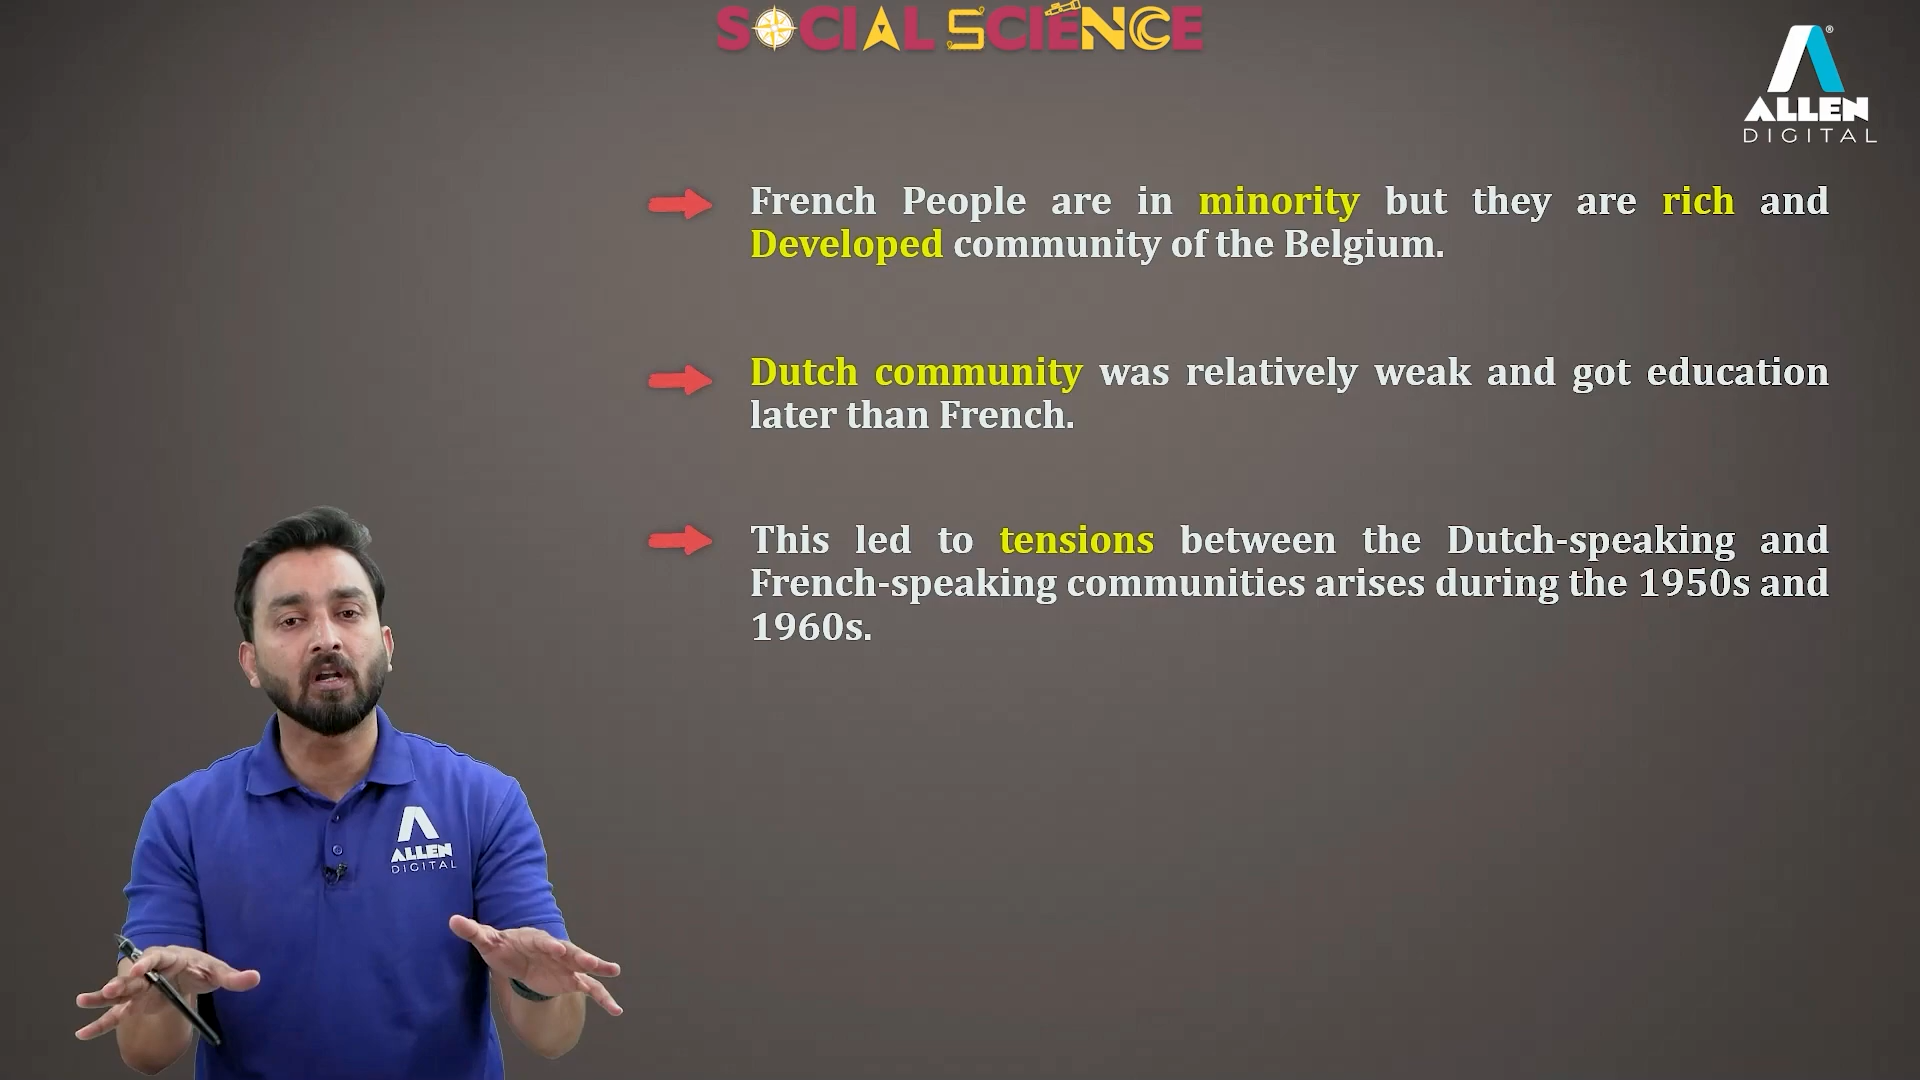 SOCIAL SCIENCE
ALLEN
DIGITAL
French People are in minority but they are rich and
Developed community of the Belgium.
Dutch community was relatively weak and got education
later than French.
This led to tensions between the Dutch-speaking and
French-speaking communities arises during the 1950s and
1960s.
ALLEN
DIGITAL